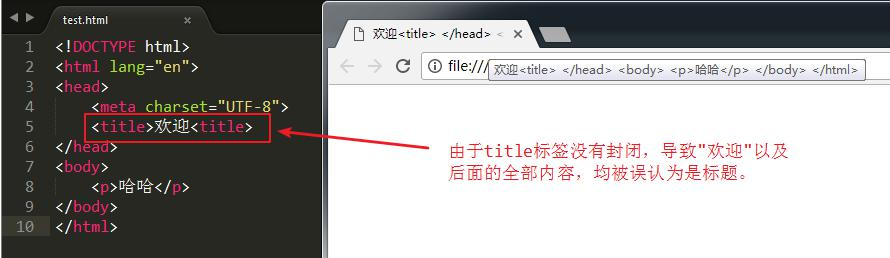 test.html ×
1 <!DOCTYPE html>
2 <html lang="en">
3 <head>
4 <meta charset="UTF-8">
5 <title>欢迎<title>
6 </head>
7 <body>
8 <p>哈哈</p>
9 </body>
10 </html>
欢迎<title> </head> <
file:///
欢迎<title> </head> <body> <p>哈哈</p> </body> </html>
由于title标签没有封闭，导致"欢迎"以及
后面的全部内容，均被误认为是标题。